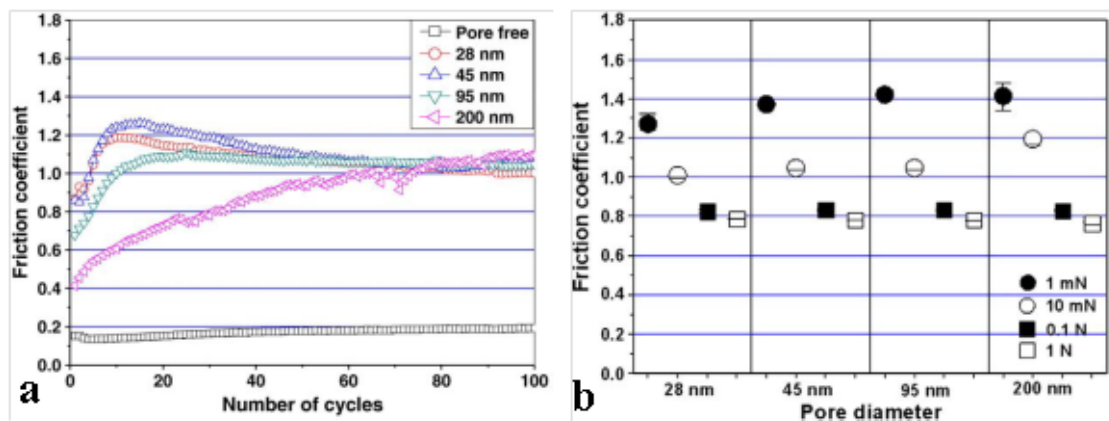 1.8
1.6
1.4
1.2
1.0
0.8
0.6
0.4
0.2
0.0
Friction coefficient
Pore free
28 nm
45 nm
95 nm
200 nm
0 20 40 60 80 100
Number of cycles
a
1.8
1.6
1.4
1.2
1.0
0.8
0.6
0.4
0.2
0.0
Friction coefficient
1 mN
10 mN
0.1 N
1 N
28 nm 45 nm 95 nm 200 nm
Pore diameter
b